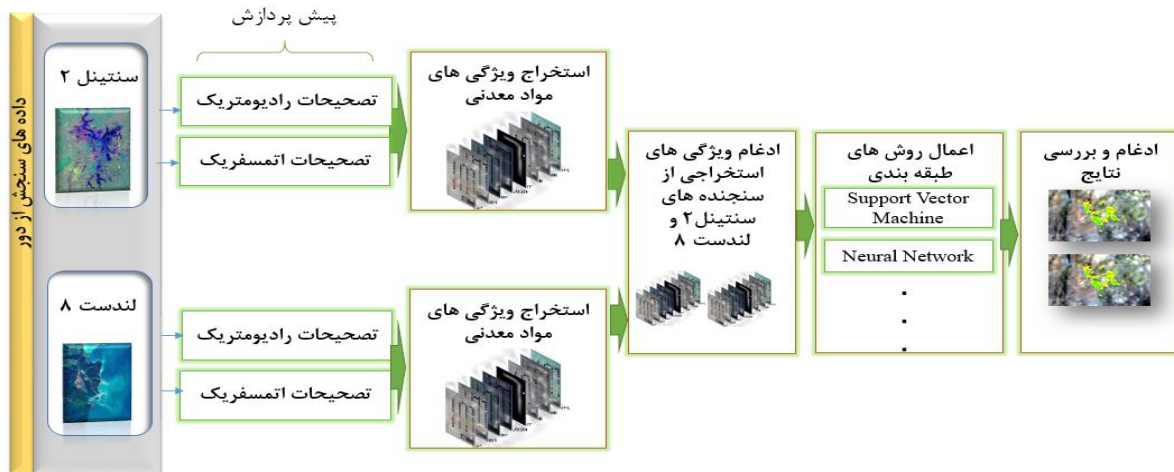 داده های سنجش از دور
سنتینل ۲
پیش پردازش
تصحیحات رادیومتریک
تصحیحات اتمسفریک
استخراج ویژگی های
مواد معدنی
لندست ۸
تصحیحات رادیومتریک
تصحیحات اتمسفریک
استخراج ویژگی های
مواد معدنی
ادغام ویژگی های
استخراجی از
سنجنده های
سنتینل۲ و
لندست ۸
اعمال روش های
طبقه بندی
Support Vector
Machine
Neural Network
.
.
.
ادغام و بررسی
نتایج